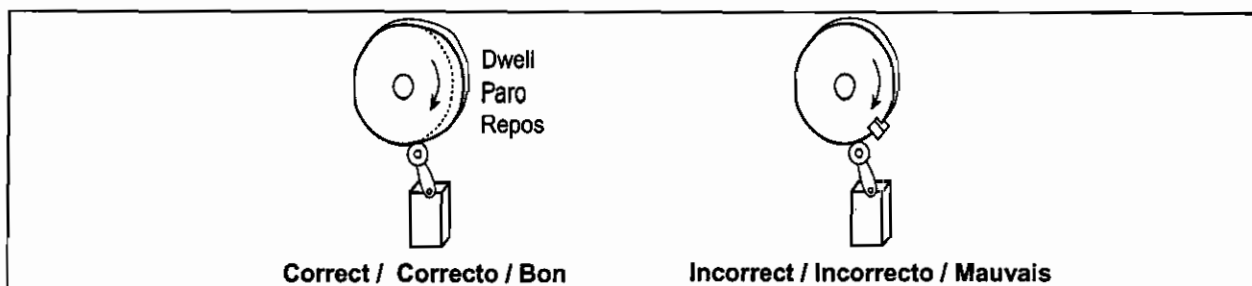 Dwell
Paro
Repos
Correct / Correcto / Bon
Incorrect / Incorrecto / Mauvais